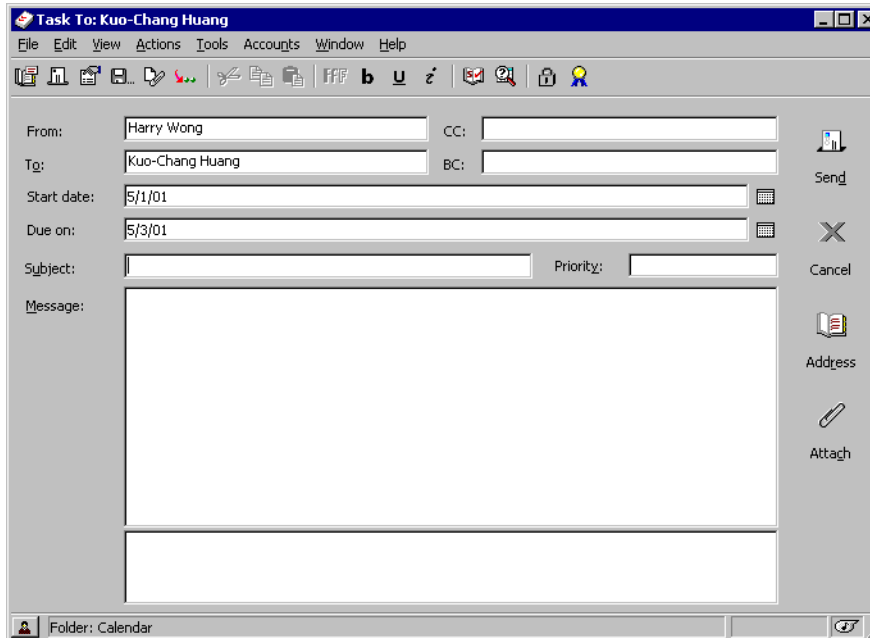 Task To: Kuo-Chang Huang
File Edit View Actions Tools Accounts Window Help
FfF b u i
From: Harry Wong CC:
To: Kuo-Chang Huang BC:
Send
Start date: 5/1/01
Due on: 5/3/01
Subject: Priority:
Cancel
Message:
Address
Attach
Folder: Calendar